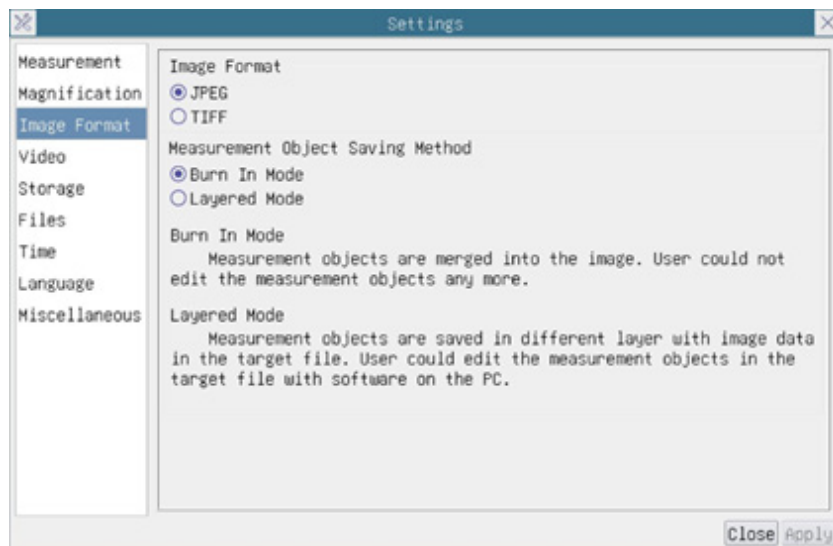 Settings
Measurement
Magnification
Image Format
Video
Storage
Files
Time
Language
Miscellaneous
Image Format
JPEG
TIFF
Measurement Object Saving Method
Burn In Mode
Layered Mode
Burn In Mode
Measurement objects are merged into the image. User could not
edit the measurement objects any more.
Layered Mode
Measurement objects are saved in different layer with image data
in the target file. User could edit the measurement objects in the
target file with software on the PC.
Close Apply